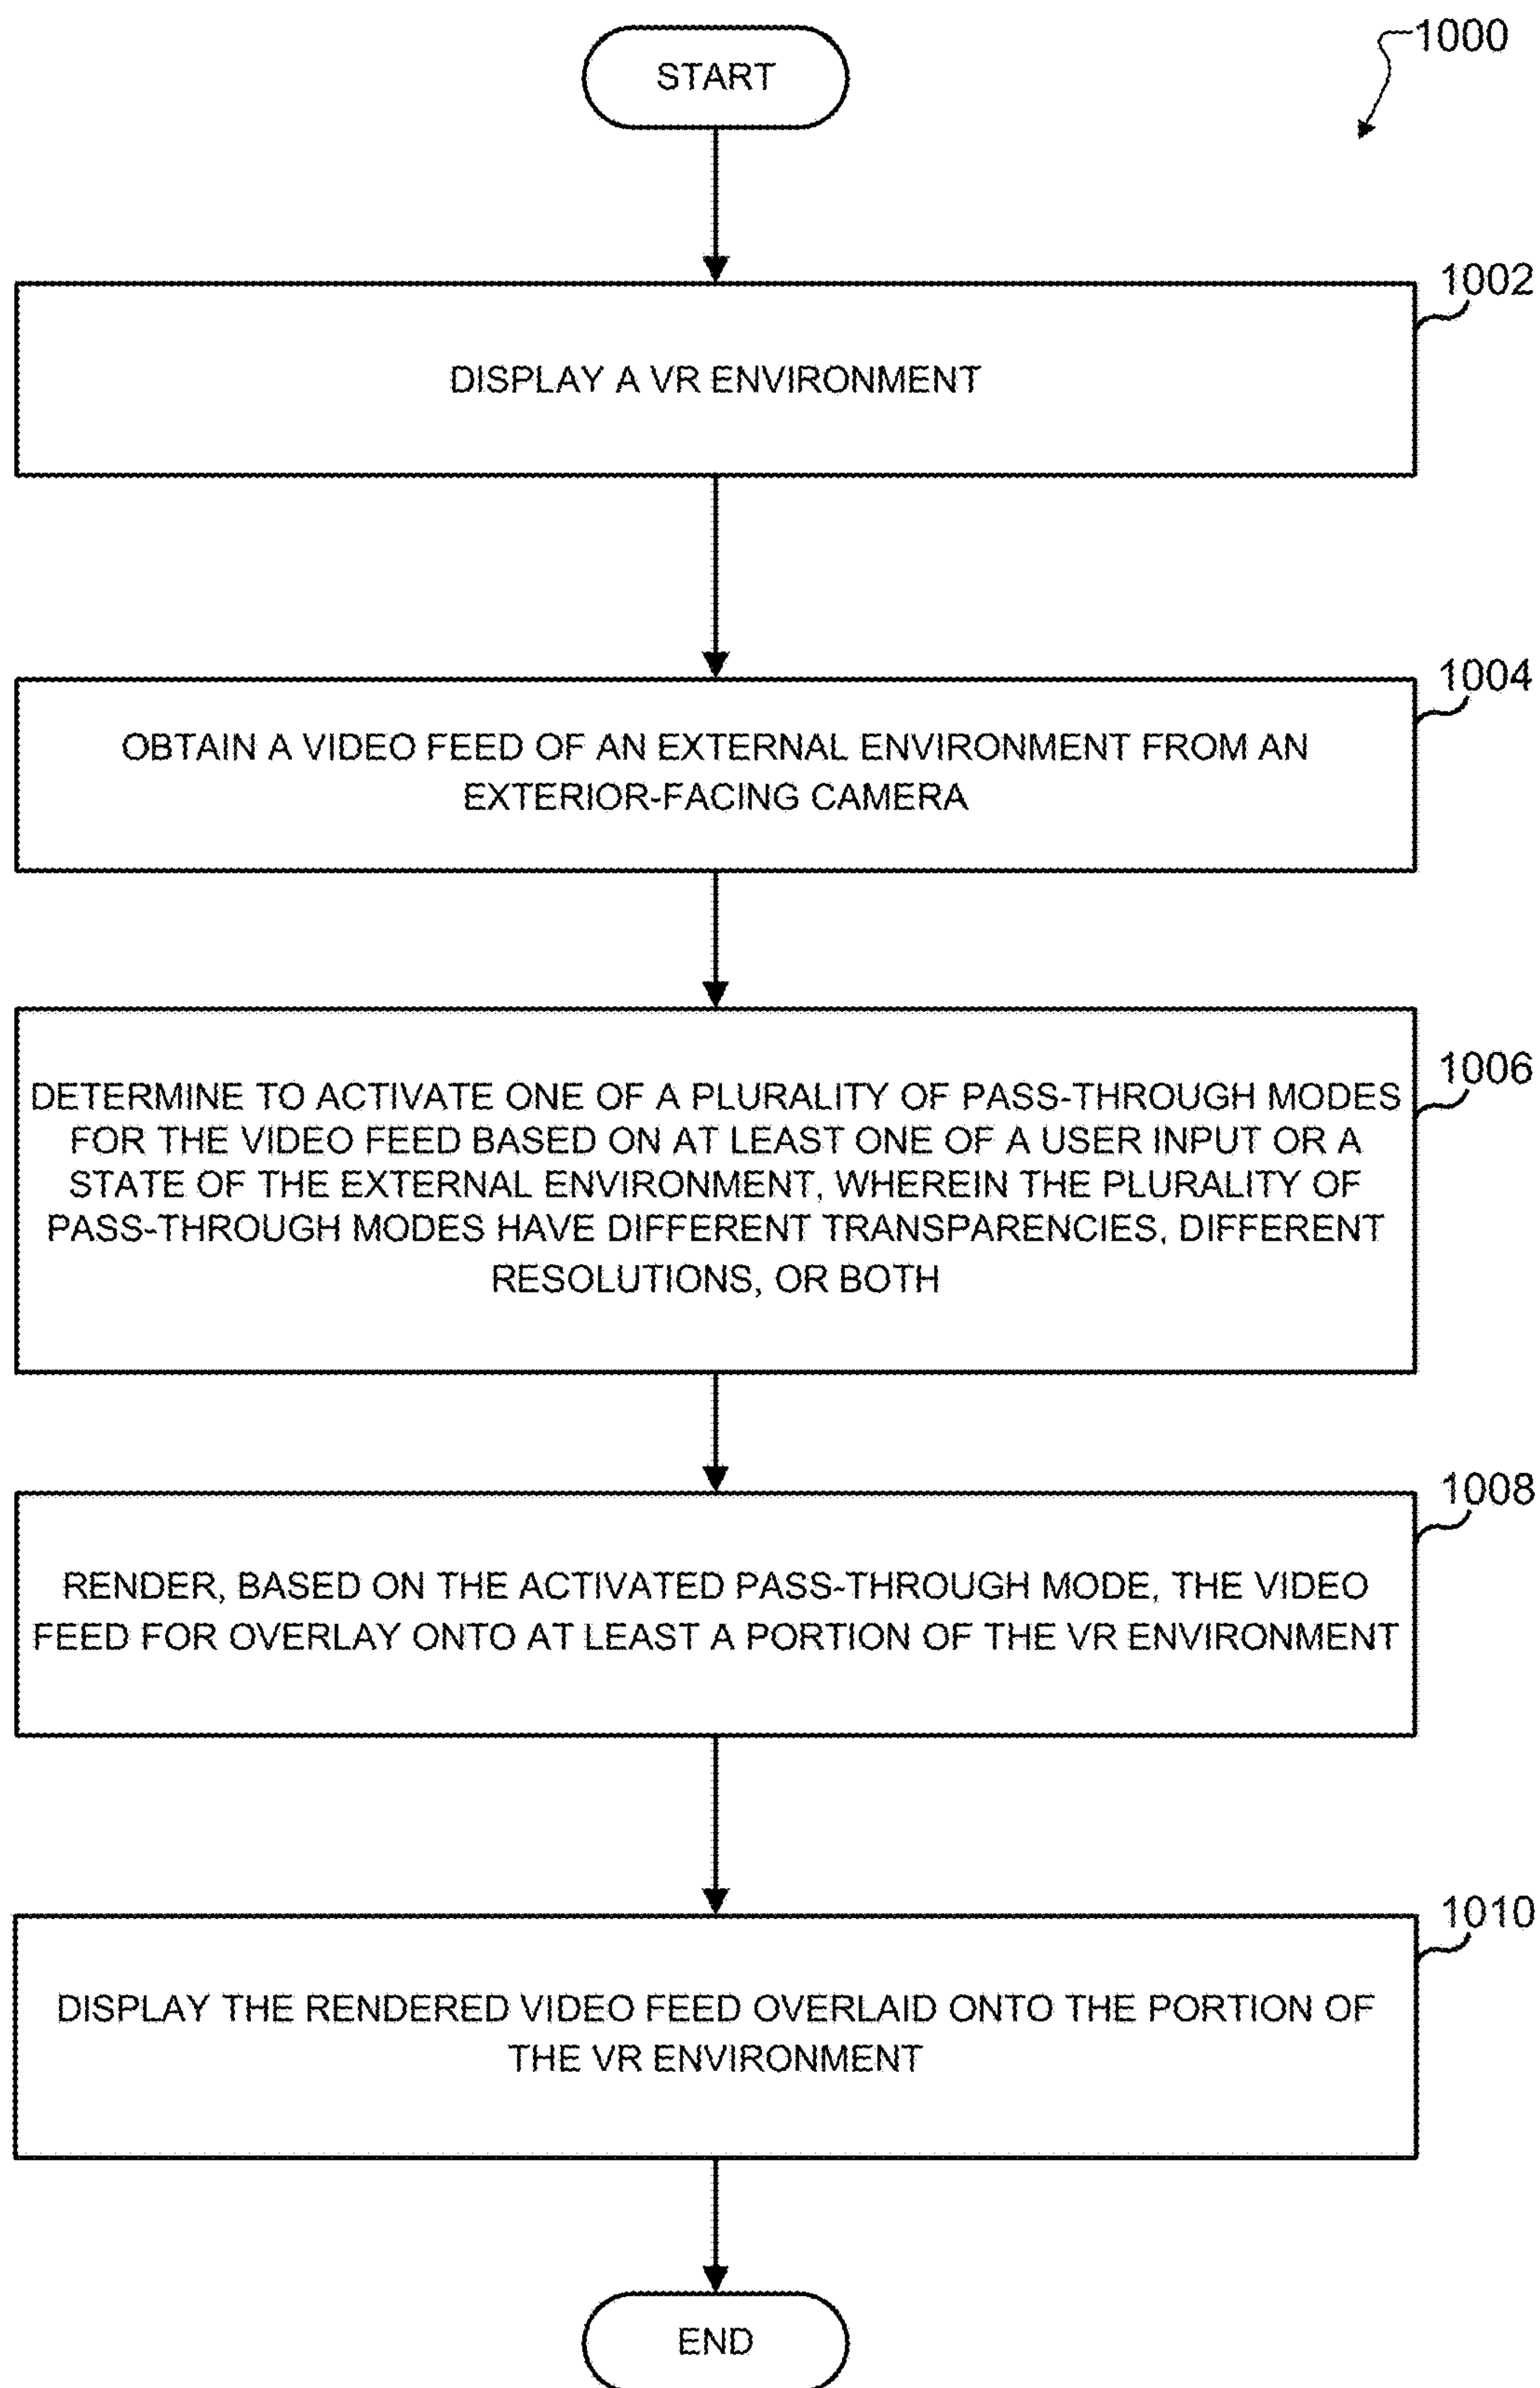 START
1000
1002
DISPLAY A VR ENVIRONMENT
1004
OBTAIN A VIDEO FEED OF AN EXTERNAL ENVIRONMENT FROM AN
EXTERIOR-FACING CAMERA
1006
DETERMINE TO ACTIVATE ONE OF A PLURALITY OF PASS-THROUGH MODES
FOR THE VIDEO FEED BASED ON AT LEAST ONE OF A USER INPUT OR A
STATE OF THE EXTERNAL ENVIRONMENT, WHEREIN THE PLURALITY OF
PASS-THROUGH MODES HAVE DIFFERENT TRANSPARENCIES, DIFFERENT
RESOLUTIONS, OR BOTH
1008
RENDER, BASED ON THE ACTIVATED PASS-THROUGH MODE, THE VIDEO
FEED FOR OVERLAY ONTO AT LEAST A PORTION OF THE VR ENVIRONMENT
1010
DISPLAY THE RENDERED VIDEO FEED OVERLAID ONTO THE PORTION OF
THE VR ENVIRONMENT
END